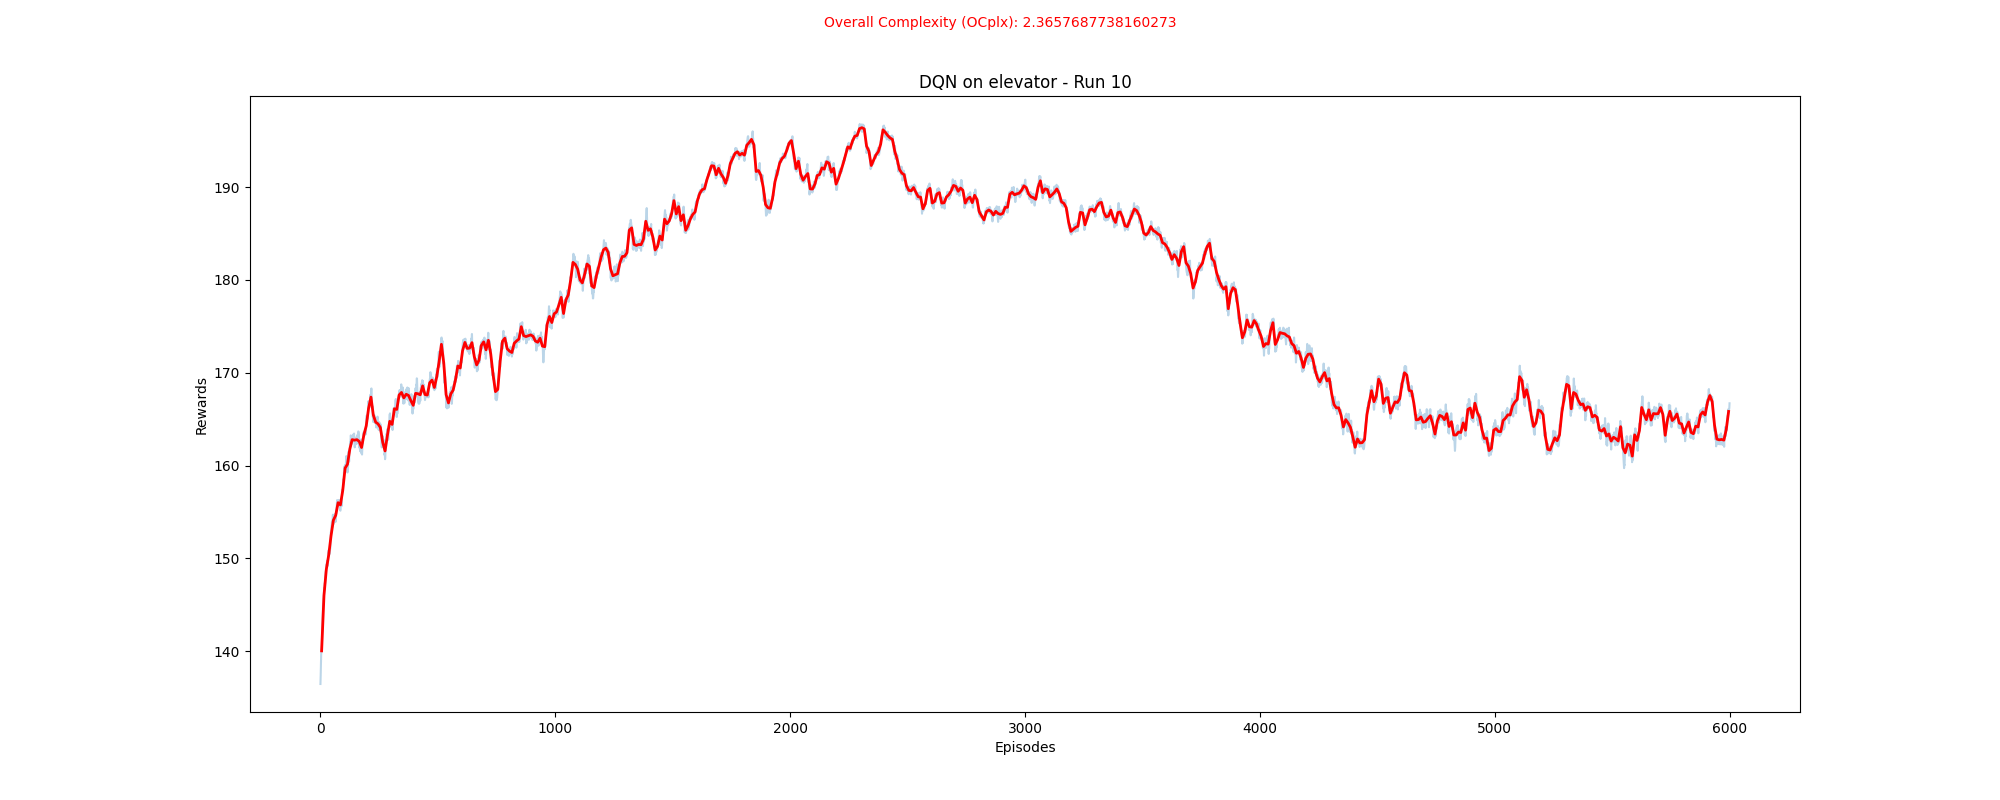 Overall Complexity (OCplx): 2.3657687738160273
DQN on elevator - Run 10
190
180
170
160
150
140
Rewards
0 1000 2000 3000 4000 5000 6000
Episodes